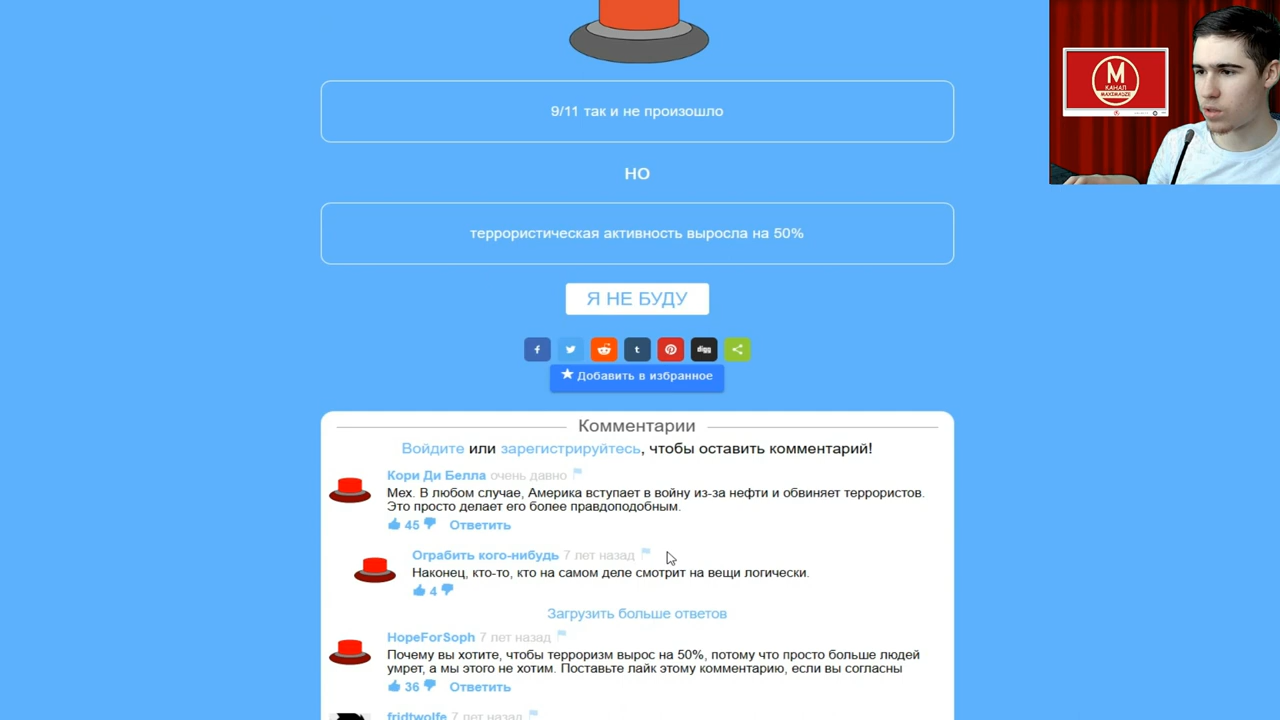 M
КАНАЛ
MAXIMADZE
9/11 так и не произошло
НО
террористическая активность выросла на 50%
Я НЕ БУДУ
digg
Добавить в избранное
Комментарии
Войдите или зарегистрируйтесь, чтобы оставить комментарий!
Кори Ди Белла очень давно
Мех. В любом случае, Америка вступает в войну из-за нефти и обвиняет террористов.
Это просто делает его более правдоподобным.
45 Ответить
Ограбить кого-нибудь 7 лет назад
Наконец, кто-то, кто на самом деле смотрит на вещи логически.
4
Загрузить больше ответов
HopeForSoph 7 лет назад
Почему вы хотите, чтобы терроризм вырос на 50%, потому что просто больше людей
умрет, а мы этого не хотим. Поставьте лайк этому комментарию, если вы согласны
36 Ответить
fridtwolfe 7 лет назад